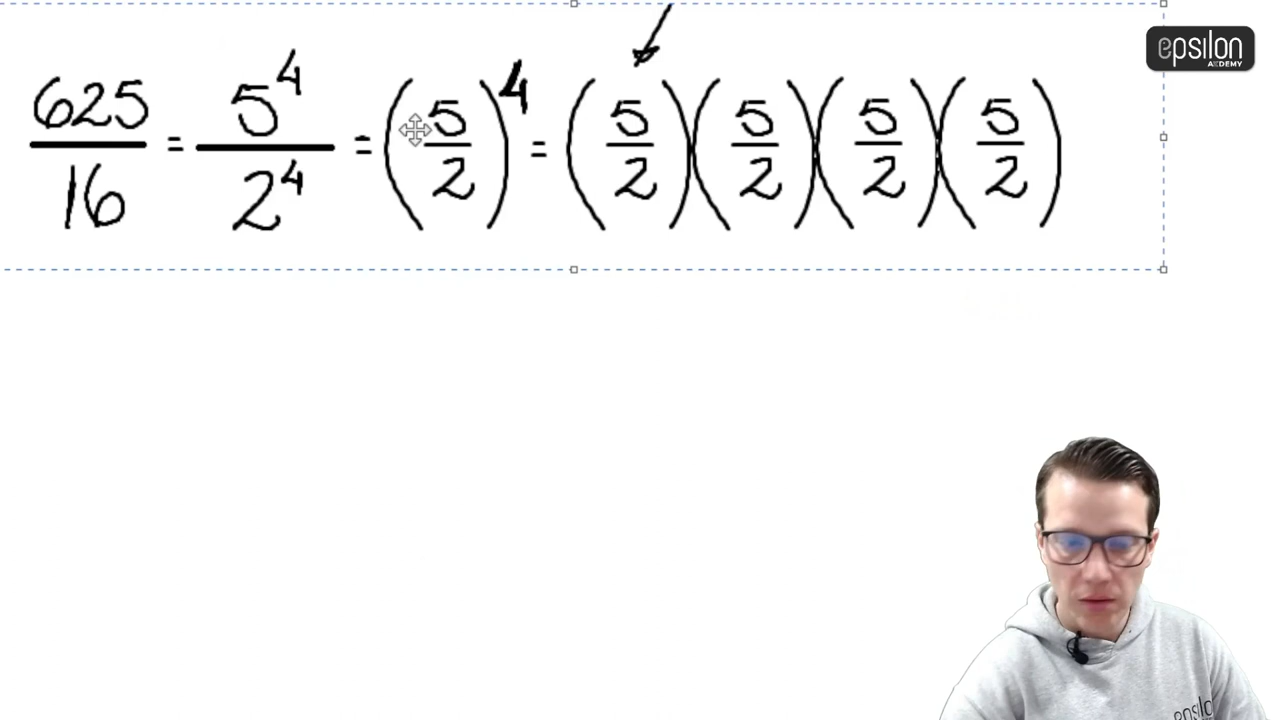 epsilon
ACADEMY
625/16 = 5^4/2^4 = (5/2)^4 = (5/2)(5/2)(5/2)(5/2)
epsilo